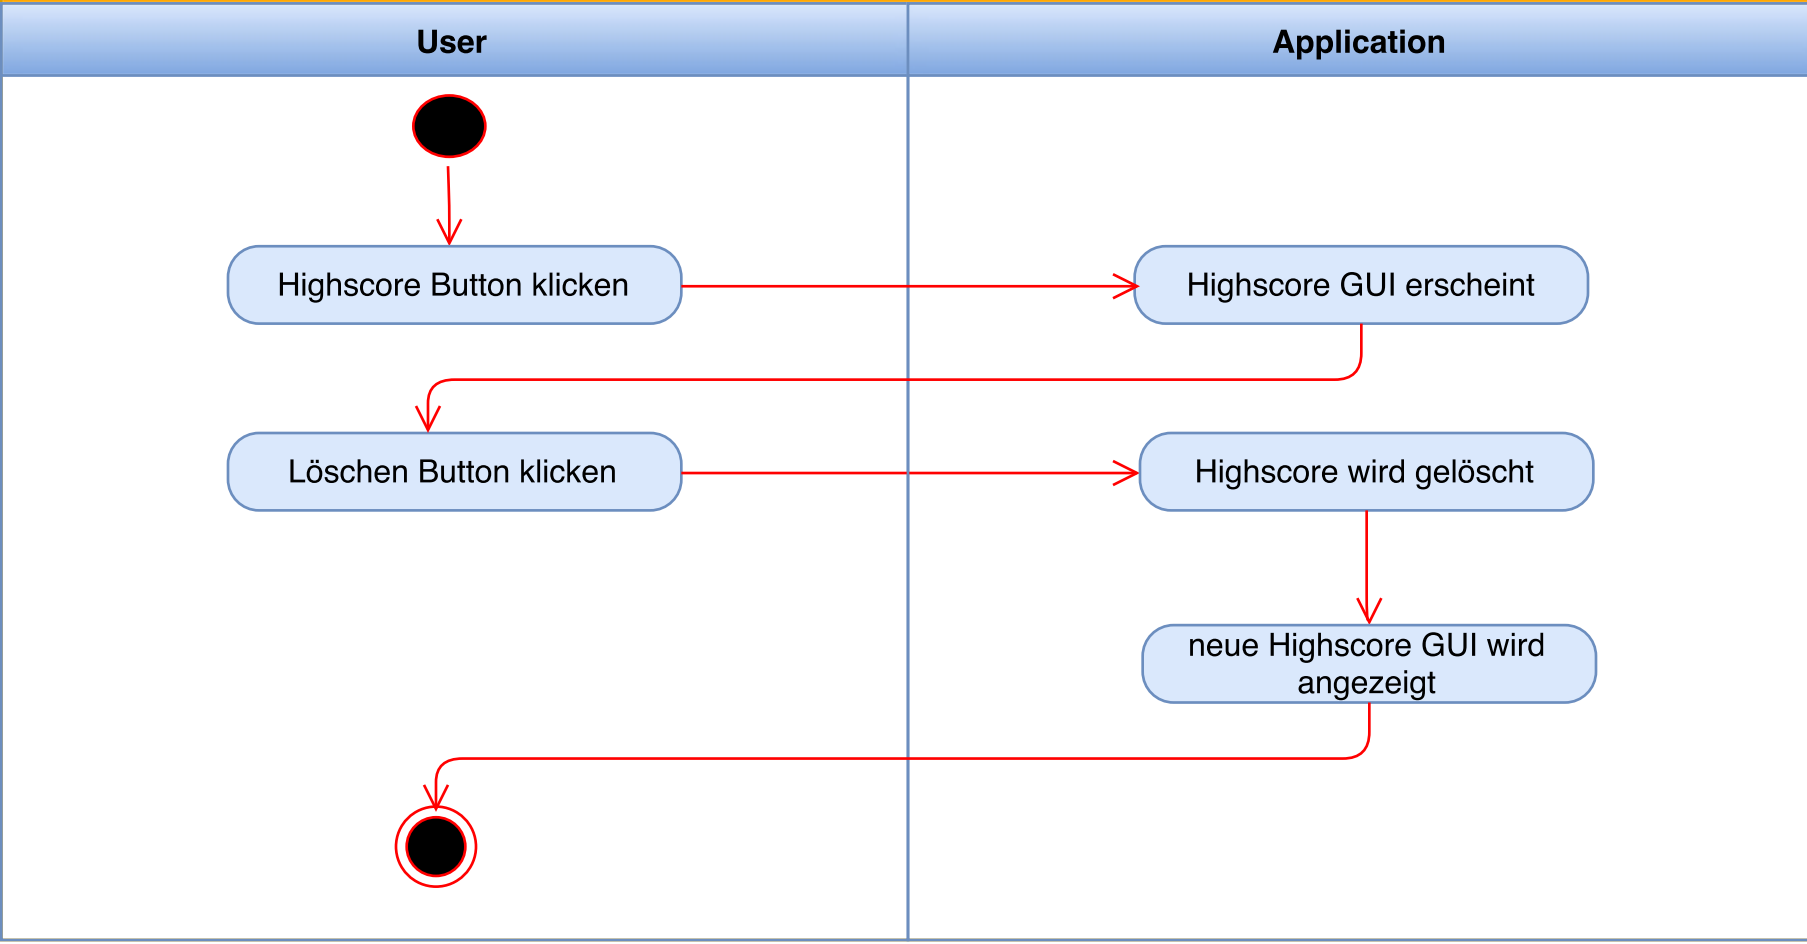 User
Application
Highscore Button klicken
Highscore GUI erscheint
Löschen Button klicken
Highscore wird gelöscht
neue Highscore GUI wird
angezeigt